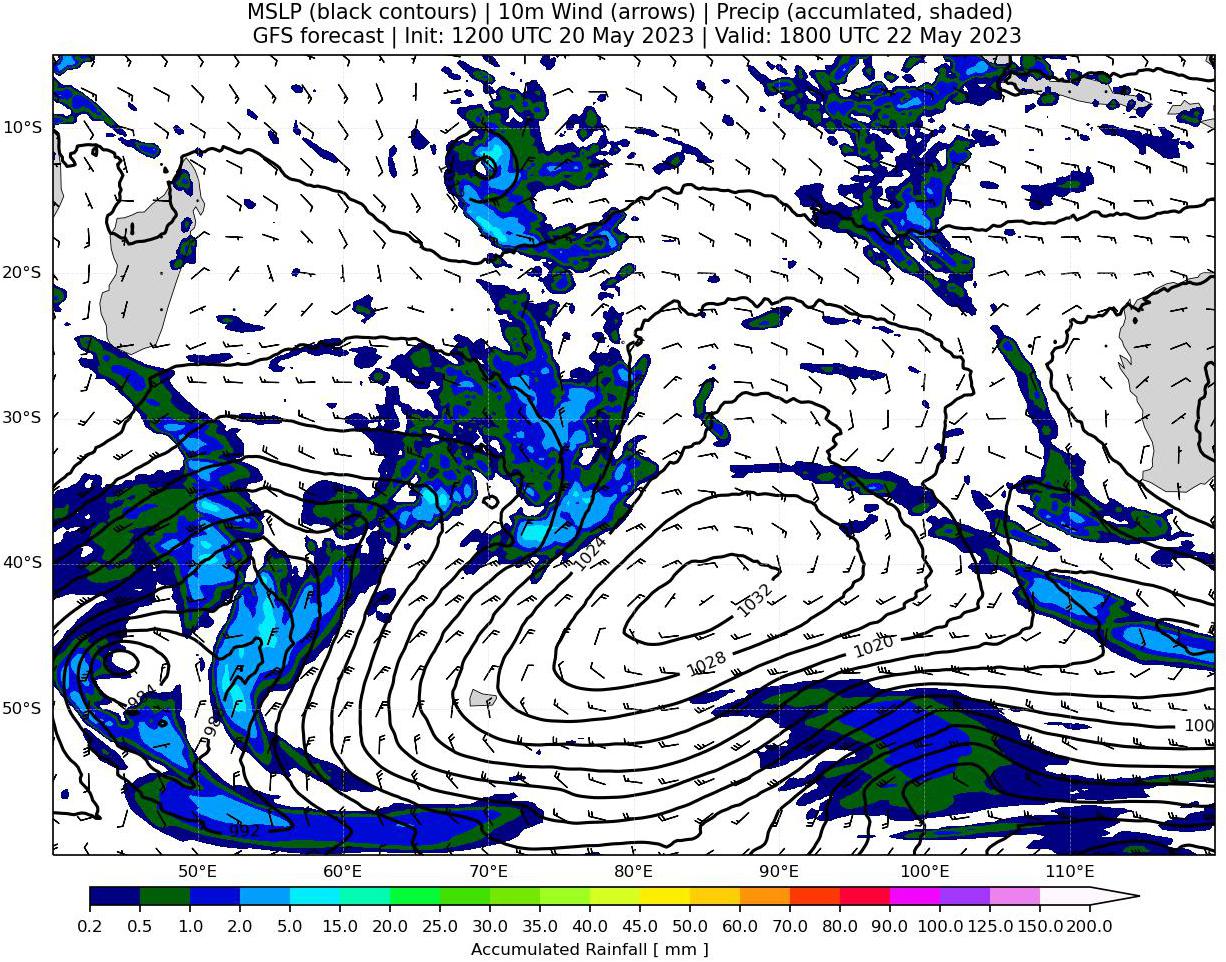 MSLP (black contours) | 10m Wind (arrows) | Precip (accumlated, shaded)
GFS forecast | Init: 1200 UTC 20 May 2023 | Valid: 1800 UTC 22 May 2023
10°S
20°S
30°S
40°S
50°S
1024
1032
1028
1020
984
98
100
992
50°E
60°E
70°E
80°E
90°E
100°E
110°E
0.2 0.5 1.0 2.0 5.0 10.0 15.0 20.0 25.0 30.0 35.0 40.0 45.0 50.0 60.0 70.0 80.0 90.0 100.0 125.0 150.0 200.0
Accumulated Rainfall [ mm ]